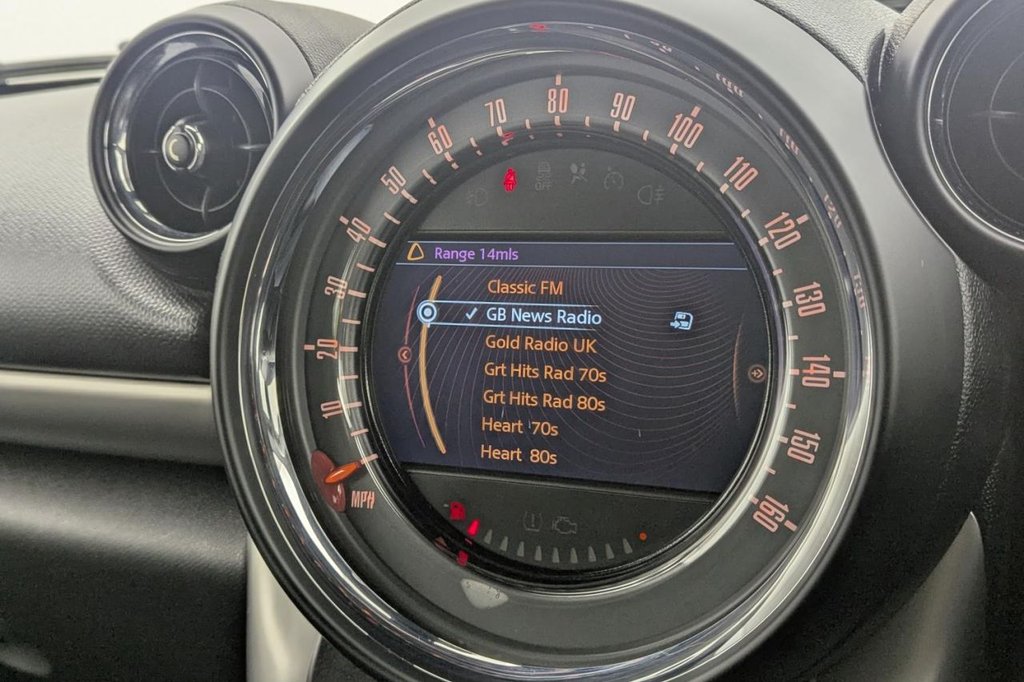 80
70
90
60
100
50
110
40
120
30
130
20
140
10
150
160
MPH
OFF
Range 14mls
Classic FM
GB News Radio
Gold Radio UK
Grt Hits Rad 70s
Grt Hits Rad 80s
Heart 70s
Heart 80s